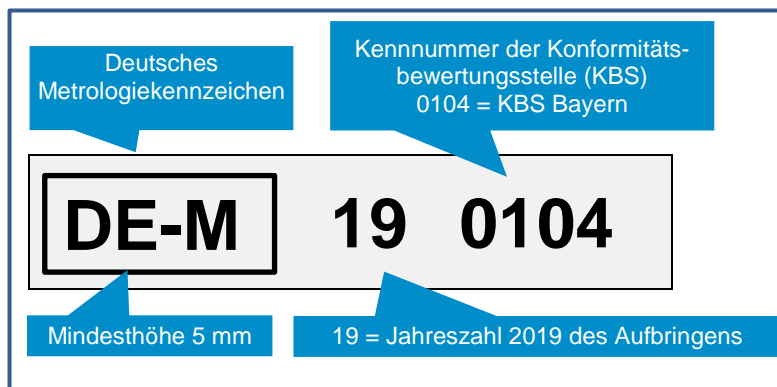 Deutsches
Metrologiekennzeichen
Kennnummer der Konformitäts-
bewertungsstelle (KBS)
0104 = KBS Bayern
DE-M 19 0104
Mindesthöhe 5 mm
19 = Jahreszahl 2019 des Aufbringens